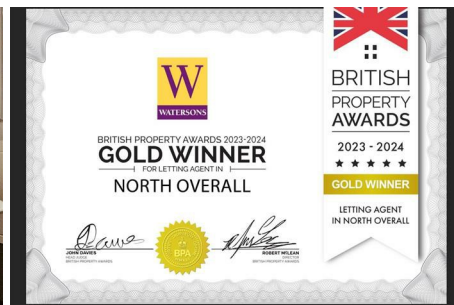 W
WATERSONS
BRITISH PROPERTY AWARDS 2023-2024
GOLD WINNER
FOR LETTING AGENT IN
NORTH OVERALL
JOHN DAVIES
HEAD JUDGE
BRITISH PROPERTY AWARDS
BPA
ROBERT MCLEAN
DIRECTOR
BRITISH PROPERTY AWARDS
BRITISH
PROPERTY
AWARDS
2023 - 2024
GOLD WINNER
LETTING AGENT
IN NORTH OVERALL